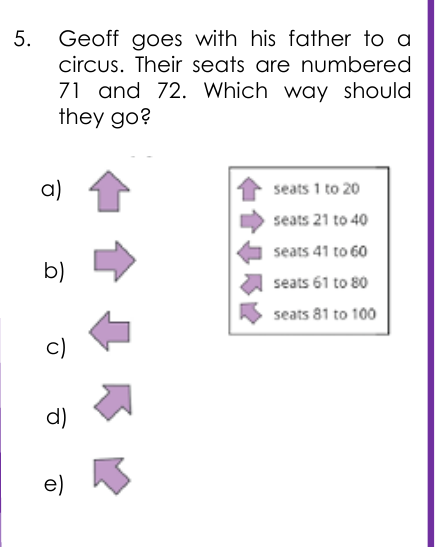 5. Geoff goes with his father to a
circus. Their seats are numbered
71 and 72. Which way should
they go?
a)
b)
c)
d)
e)
seats 1 to 20
seats 21 to 40
seats 41 to 60
seats 61 to 80
seats 81 to 100